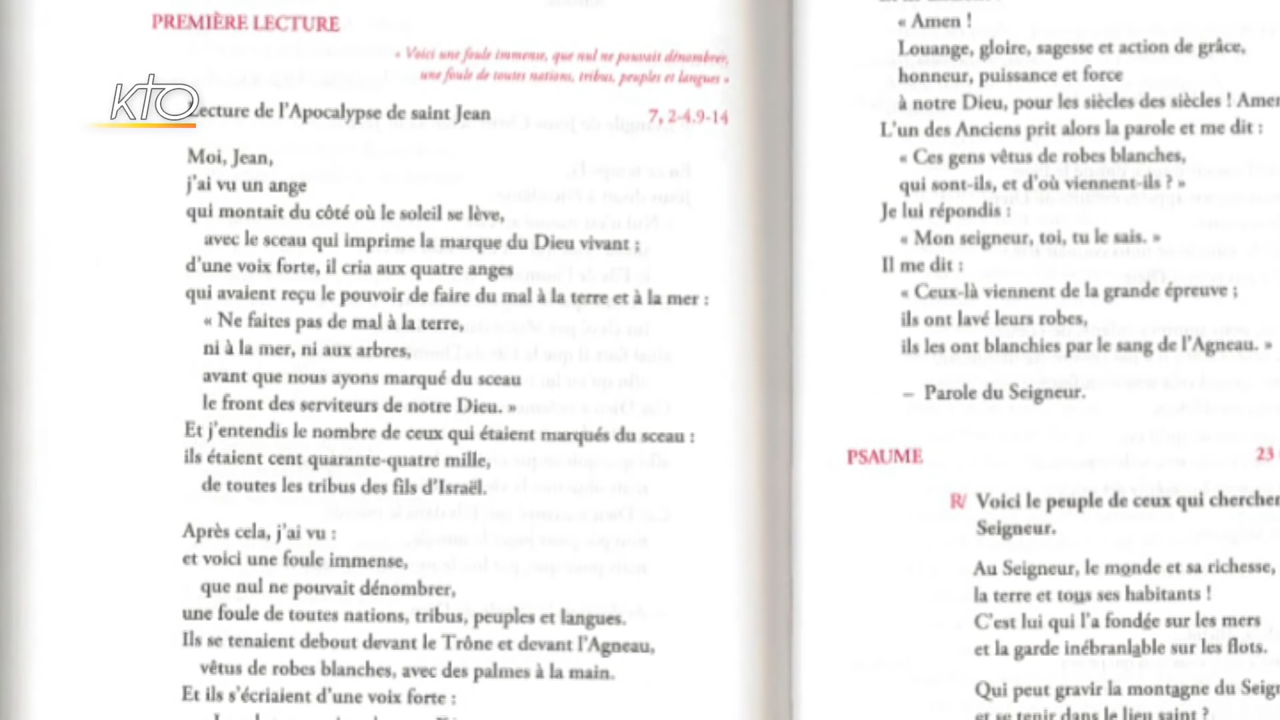 PREMIÈRE LECTURE
« Voici une foule immense, que nul ne pouvait dénombrer,
une foule de toutes nations, tribus, peuples et langues »
KTO
Lecture de l'Apocalypse de saint Jean 7, 2-4.9-14
Moi, Jean,
j'ai vu un ange
qui montait du côté où le soleil se lève,
avec le sceau qui imprime la marque du Dieu vivant ;
d'une voix forte, il cria aux quatre anges
qui avaient reçu le pouvoir de faire du mal à la terre et à la mer :
« Ne faites pas de mal à la terre,
ni à la mer, ni aux arbres,
avant que nous ayons marqué du sceau
le front des serviteurs de notre Dieu. »
Et j'entendis le nombre de ceux qui étaient marqués du sceau :
ils étaient cent quarante-quatre mille,
de toutes les tribus des fils d'Israël.
Après cela, j'ai vu :
et voici une foule immense,
que nul ne pouvait dénombrer,
une foule de toutes nations, tribus, peuples et langues.
Ils se tenaient debout devant le Trône et devant l'Agneau,
vêtus de robes blanches, avec des palmes à la main.
Et ils s'écriaient d'une voix forte :
« Amen !
Louange, gloire, sagesse et action de grâce,
honneur, puissance et force
à notre Dieu, pour les siècles des siècles ! Amen
L'un des Anciens prit alors la parole et me dit :
« Ces gens vêtus de robes blanches,
qui sont-ils, et d'où viennent-ils ? »
Je lui répondis :
« Mon seigneur, toi, tu le sais. »
Il me dit :
« Ceux-là viennent de la grande épreuve ;
ils ont lavé leurs robes,
ils les ont blanchies par le sang de l'Agneau. »
– Parole du Seigneur.
PSAUME 23
R/ Voici le peuple de ceux qui cherchen
Seigneur.
Au Seigneur, le monde et sa richesse,
la terre et tous ses habitants !
C'est lui qui l'a fondée sur les mers
et la garde inébranlable sur les flots.
Qui peut gravir la montagne du Seign
et se tenir dans le lieu saint ?